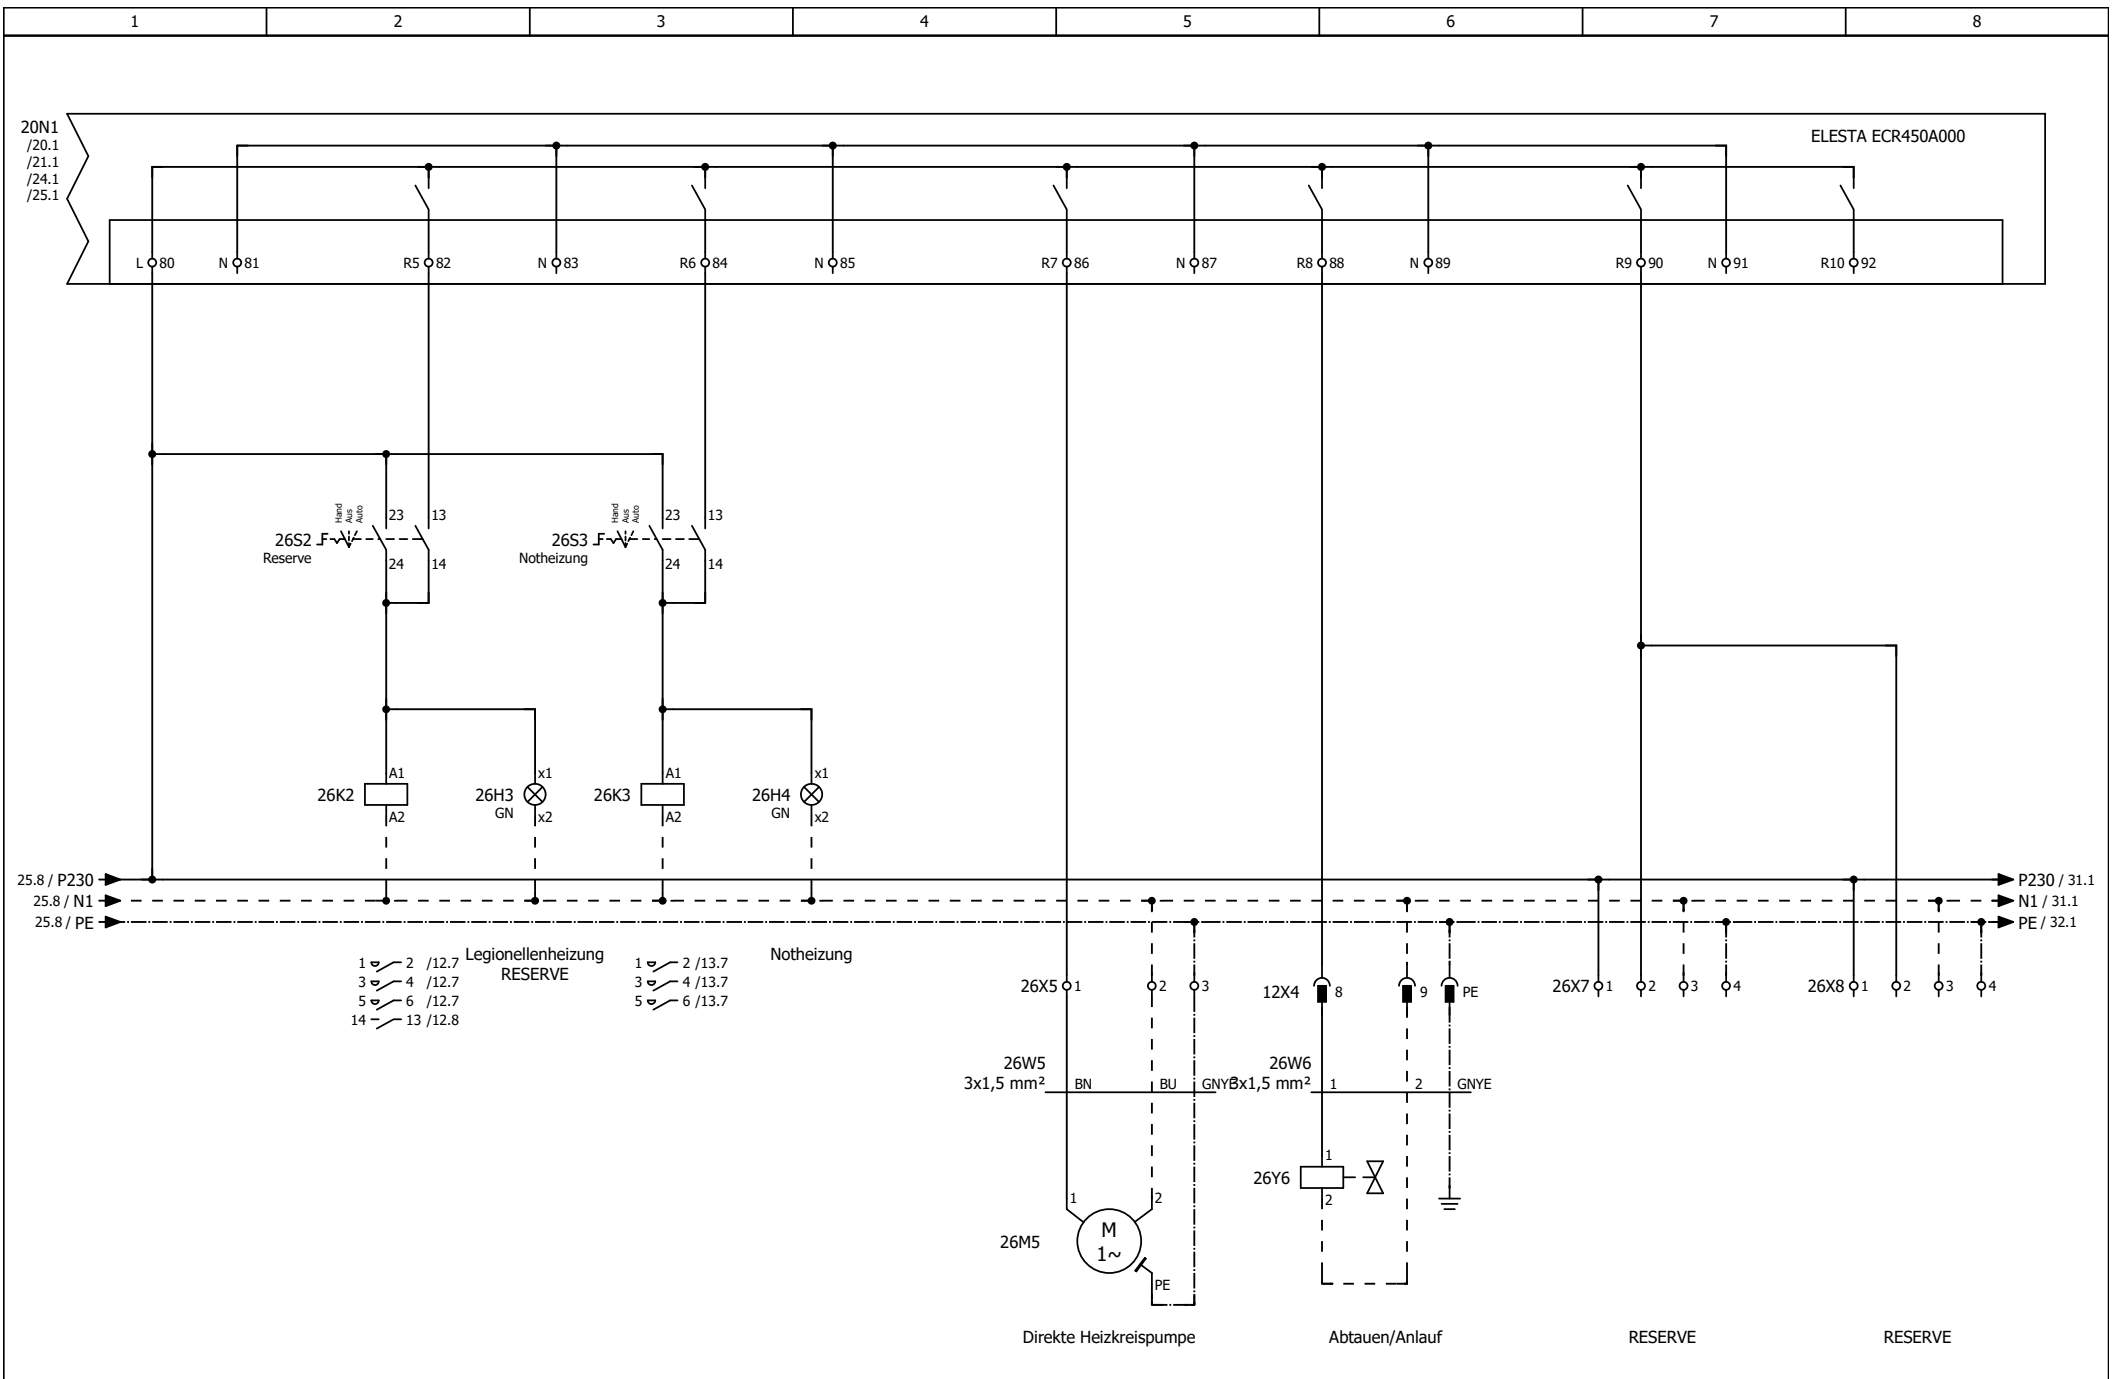 1 2 3 4 5 6 7 8
20N1
/20.1
/21.1
/24.1
/25.1
ELESTA ECR450A000
L 80 N 81 R5 82 N 83 R6 84 N 85 R7 86 N 87 R8 88 N 89 R9 90 N 91 R10 92
Hand
Aus
Auto
23 13
26S2
Reserve
24 14
Hand
Aus
Auto
23 13
26S3
Notheizung
24 14
A1 x1 A1 x1
26K2 26H3 26K3 26H4
GN GN
A2 x2 A2 x2
25.8 / P230 P230 / 31.1
25.8 / N1 N1 / 31.1
25.8 / PE PE / 32.1
Legionellenheizung
RESERVE
Notheizung
1 2 /12.7
3 4 /12.7
5 6 /12.7
14 13 /12.8
1 2 /13.7
3 4 /13.7
5 6 /13.7
26X5 1 2 3
12X4 8 9 PE
26X7 1 2 3 4
26X8 1 2 3 4
26W5
3x1,5 mm² BN BU GNYE
26W6
3x1,5 mm² 1 2 GNYE
1
26Y6
2
1 2
26M5
M
1~
PE
Direkte Heizkreispumpe Abtauen/Anlauf RESERVE RESERVE